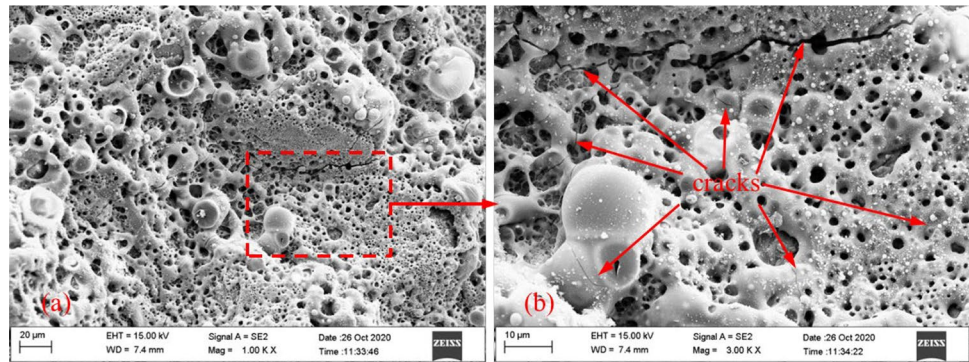 cracks
(a)
(b)
20 µm
EHT = 15.00 kV
WD = 7.4 mm
Signal A = SE2
Mag = 1.00 K X
Date :26 Oct 2020
Time :11:33:46
ZEISS
10 µm
EHT = 15.00 kV
WD = 7.4 mm
Signal A = SE2
Mag = 3.00 K X
Date :26 Oct 2020
Time :11:34:22
ZEISS